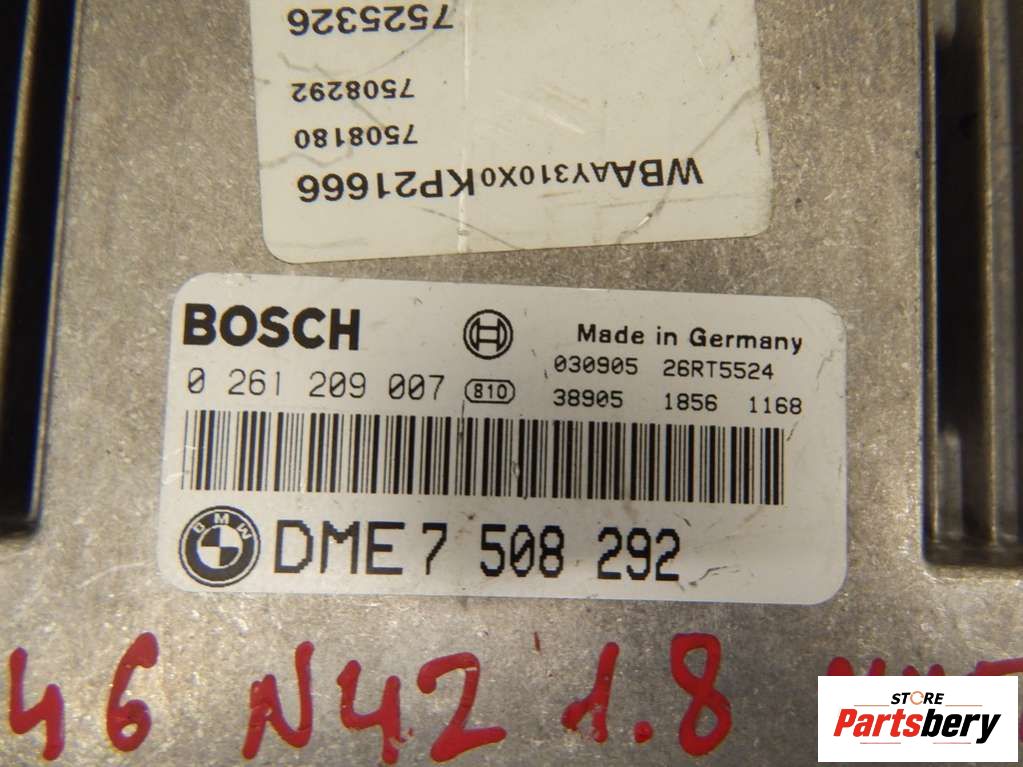 7525326
7508292
7508180
WBAAY310X0KP21666
BOSCH
Made in Germany
0 261 209 007
810
030905 26RT5524
38905 1856 1168
BMW
DME 7 508 292
46 N42 1.8
STORE
Partsbery